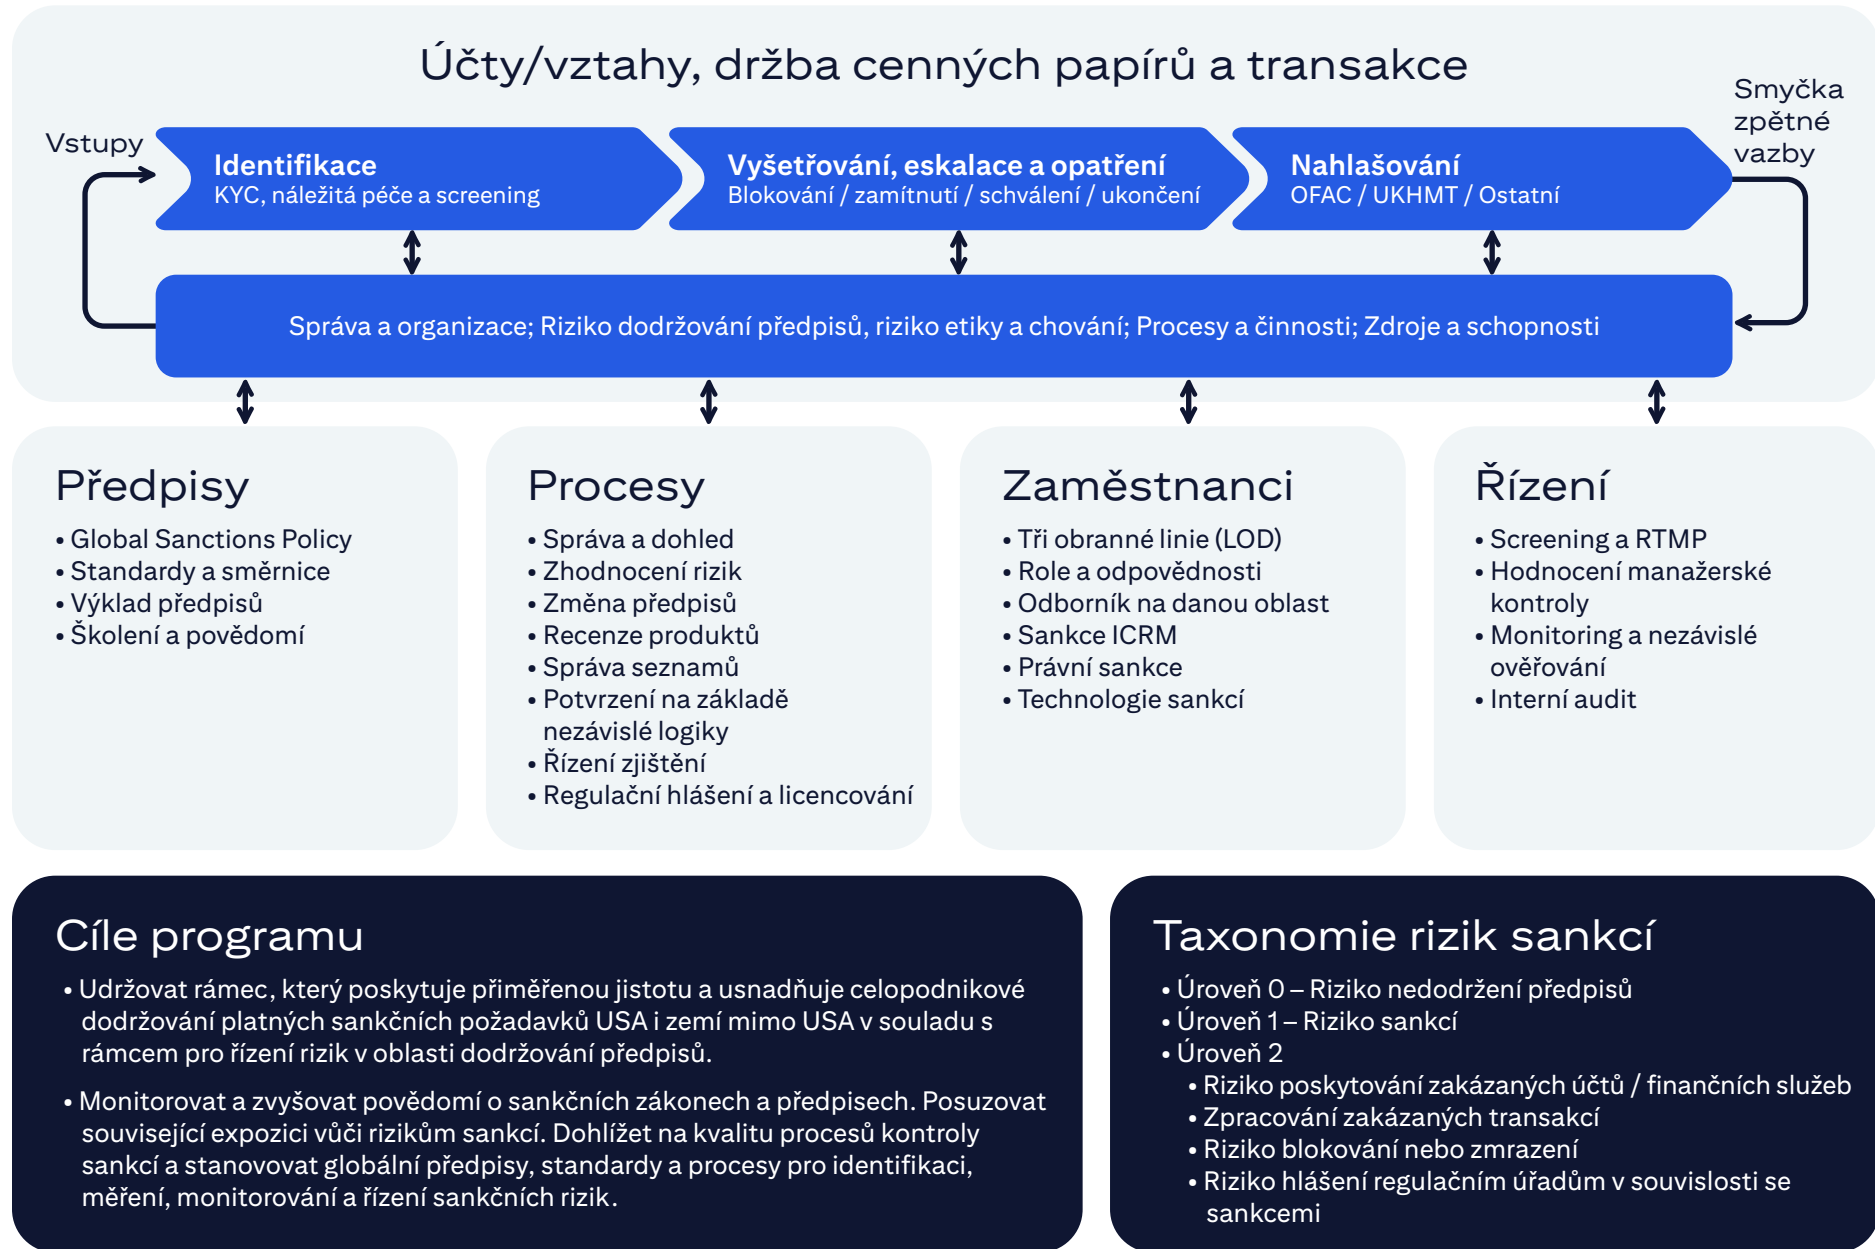 Účty/vztahy, držba cenných papírů a transakce
Vstupy
Smyčka
zpětné
vazby
Identifikace
KYC, náležitá péče a screening
Vyšetřování, eskalace a opatření
Blokování / zamítnutí / schválení / ukončení
Nahlašování
OFAC / UKHMT / Ostatní
Správa a organizace; Riziko dodržování předpisů, riziko etiky a chování; Procesy a činnosti; Zdroje a schopnosti
Předpisy
• Global Sanctions Policy
• Standardy a směrnice
• Výklad předpisů
• Školení a povědomí
Procesy
• Správa a dohled
• Zhodnocení rizik
• Změna předpisů
• Recenze produktů
• Správa seznamů
• Potvrzení na základě
nezávislé logiky
• Řízení zjištění
• Regulační hlášení a licencování
Zaměstnanci
• Tři obranné linie (LOD)
• Role a odpovědnosti
• Odborník na danou oblast
• Sankce ICRM
• Právní sankce
• Technologie sankcí
Řízení
• Screening a RTMP
• Hodnocení manažerské
kontroly
• Monitoring a nezávislé
ověřování
• Interní audit
Cíle programu
• Udržovat rámec, který poskytuje přiměřenou jistotu a usnadňuje celopodnikové
dodržování platných sankčních požadavků USA i zemí mimo USA v souladu s
rámcem pro řízení rizik v oblasti dodržování předpisů.
• Monitorovat a zvyšovat povědomí o sankčních zákonech a předpisech. Posuzovat
související expozici vůči rizikům sankcí. Dohlížet na kvalitu procesů kontroly
sankcí a stanovovat globální předpisy, standardy a procesy pro identifikaci,
měření, monitorování a řízení sankčních rizik.
Taxonomie rizik sankcí
• Úroveň 0 – Riziko nedodržení předpisů
• Úroveň 1 – Riziko sankcí
• Úroveň 2
• Riziko poskytování zakázaných účtů / finančních služeb
• Zpracování zakázaných transakcí
• Riziko blokování nebo zmrazení
• Riziko hlášení regulačním úřadům v souvislosti se
sankcemi